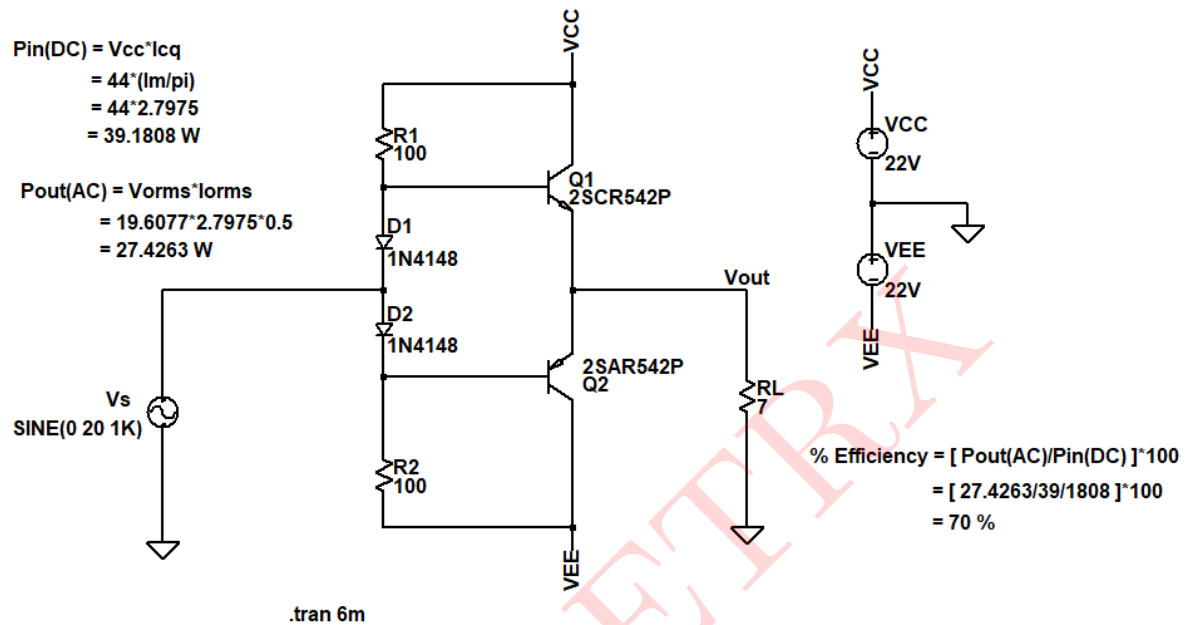 Pin(DC) = Vcc*Icq
= 44*(Im/pi)
= 44*2.7975
= 39.1808 W
Pout(AC) = Vorms*Iorms
= 19.6077*2.7975*0.5
= 27.4263 W
VCC
R1
100
Q1
2SCR542P
D1
1N4148
D2
1N4148
2SAR542P
Q2
Vout
RL
7
Vs
SINE(0 20 1K)
R2
100
VEE
.tran 6m
VCC
VCC
22V
VEE
22V
VEE
% Efficiency = [ Pout(AC)/Pin(DC) ]*100
= [ 27.4263/39/1808 ]*100
= 70 %
ETRX